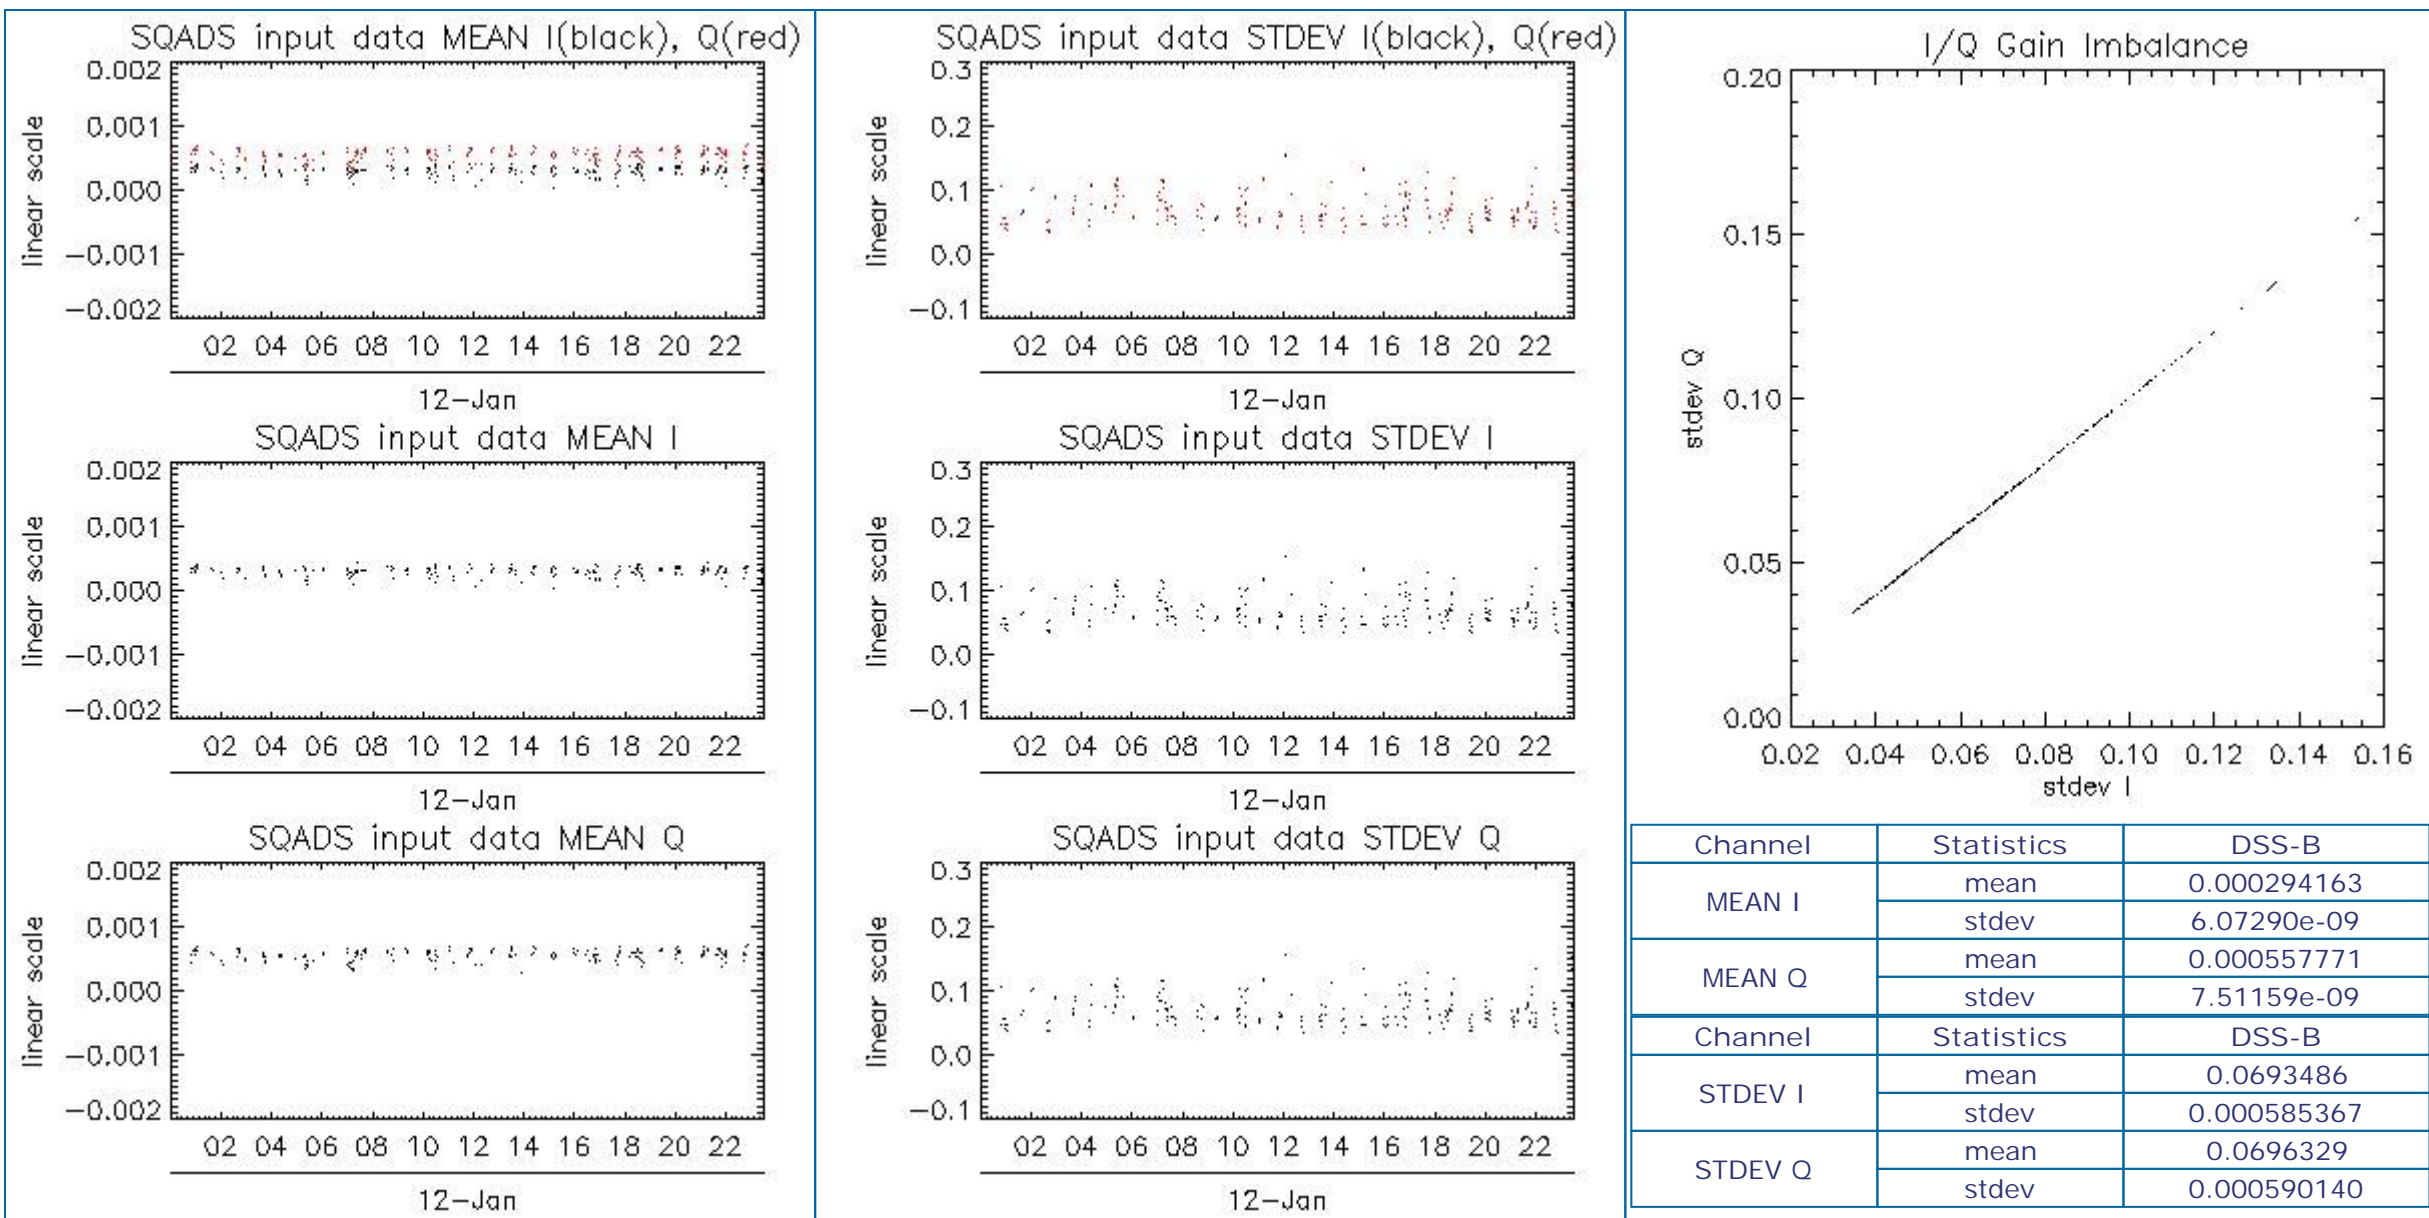 SQADS input data MEAN I(black), Q(red)
0.002
0.001
0.000
−0.001
−0.002
linear scale
02 04 06 08 10 12 14 16 18 20 22
12−Jan
SQADS input data MEAN I
0.002
0.001
0.000
−0.001
−0.002
linear scale
02 04 06 08 10 12 14 16 18 20 22
12−Jan
SQADS input data MEAN Q
0.002
0.001
0.000
−0.001
−0.002
linear scale
02 04 06 08 10 12 14 16 18 20 22
12−Jan
SQADS input data STDEV I(black), Q(red)
0.3
0.2
0.1
0.0
−0.1
linear scale
02 04 06 08 10 12 14 16 18 20 22
12−Jan
SQADS input data STDEV I
0.3
0.2
0.1
0.0
−0.1
linear scale
02 04 06 08 10 12 14 16 18 20 22
12−Jan
SQADS input data STDEV Q
0.3
0.2
0.1
0.0
−0.1
linear scale
02 04 06 08 10 12 14 16 18 20 22
12−Jan
I/Q Gain Imbalance
0.20
0.15
0.10
0.05
0.00
stdev Q
0.02 0.04 0.06 0.08 0.10 0.12 0.14 0.16
stdev I
Channel Statistics DSS-B
MEAN I mean 0.000294163
stdev 6.07290e-09
MEAN Q mean 0.000557771
stdev 7.51159e-09
Channel Statistics DSS-B
STDEV I mean 0.0693486
stdev 0.000585367
STDEV Q mean 0.0696329
stdev 0.000590140